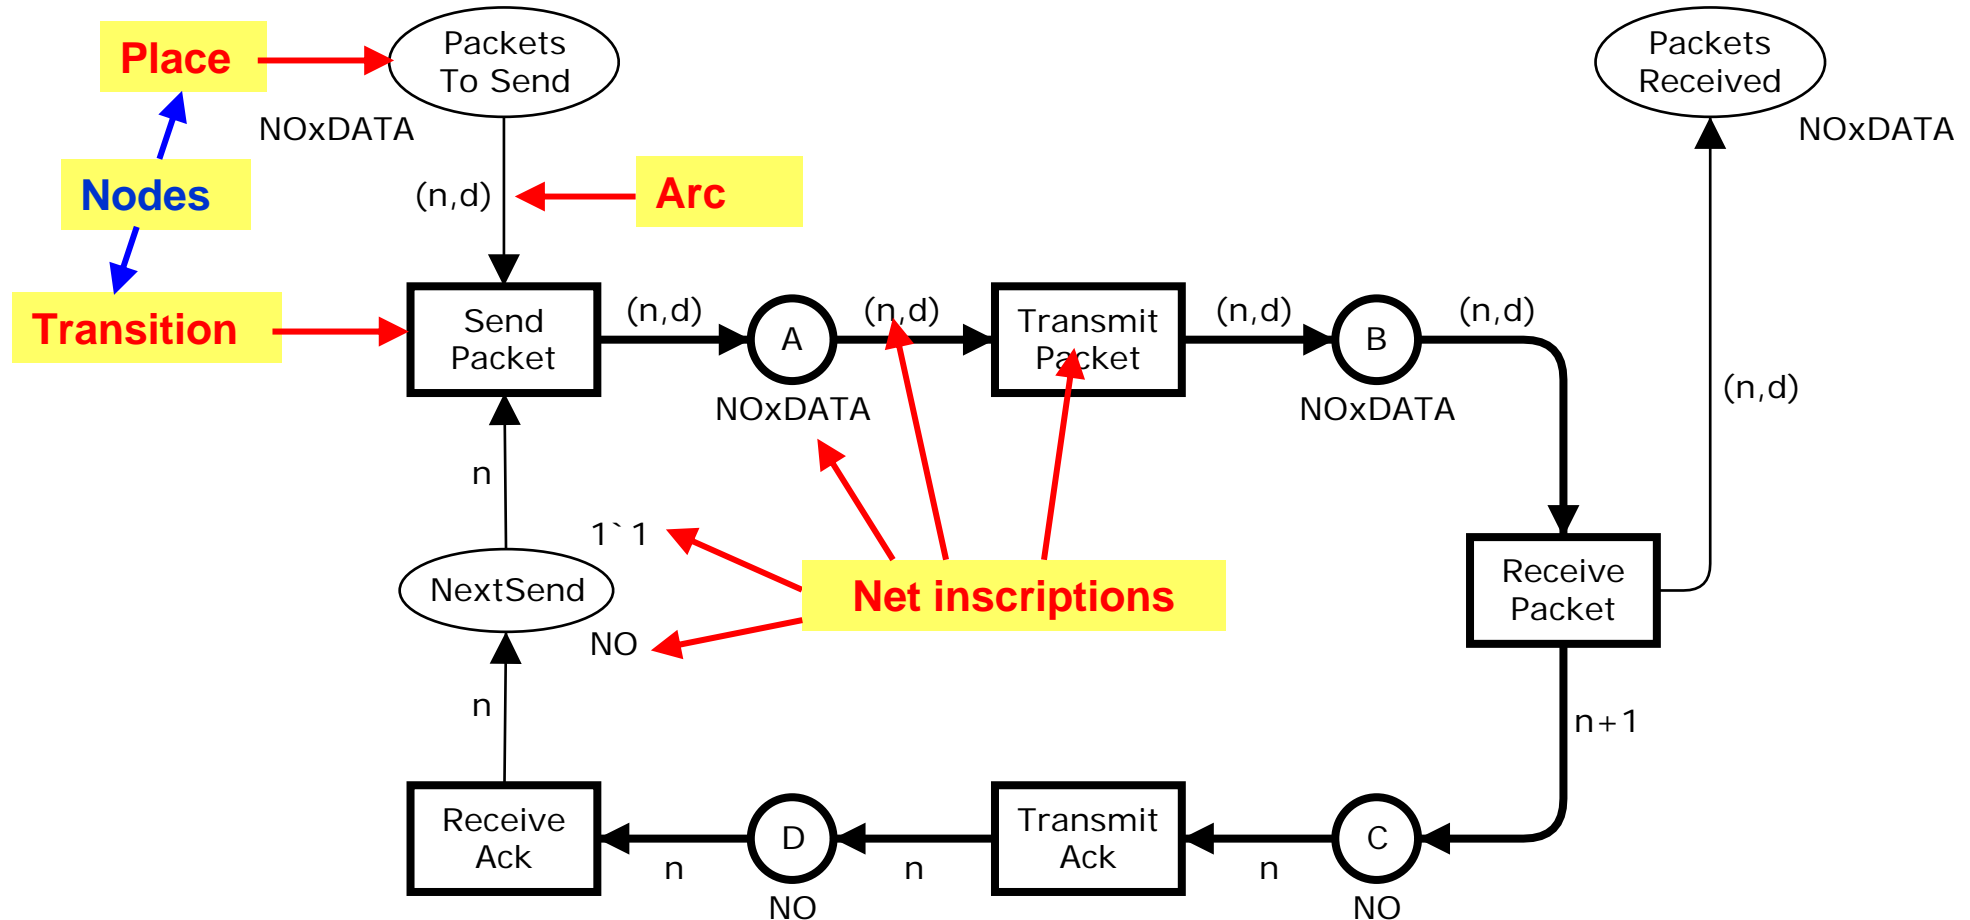 Place
Packets
To Send
Packets
Received
NOxDATA
NOxDATA
Nodes
(n,d)
Arc
Transition
Send
Packet
(n,d)
A
(n,d)
Transmit
Packet
(n,d)
B
(n,d)
NOxDATA
NOxDATA
(n,d)
n
1`1
NextSend
Net inscriptions
Receive
Packet
NO
n
n+1
Receive
Ack
n
D
n
Transmit
Ack
n
C
NO
NO